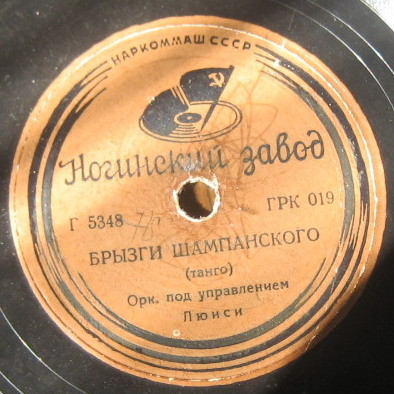 НАРКОММАШ СССР
Ногинский завод
Г 5348
ГРК 019
БРЫЗГИ ШАМПАНСКОГО
(танго)
Орк. под управлением
Люиси